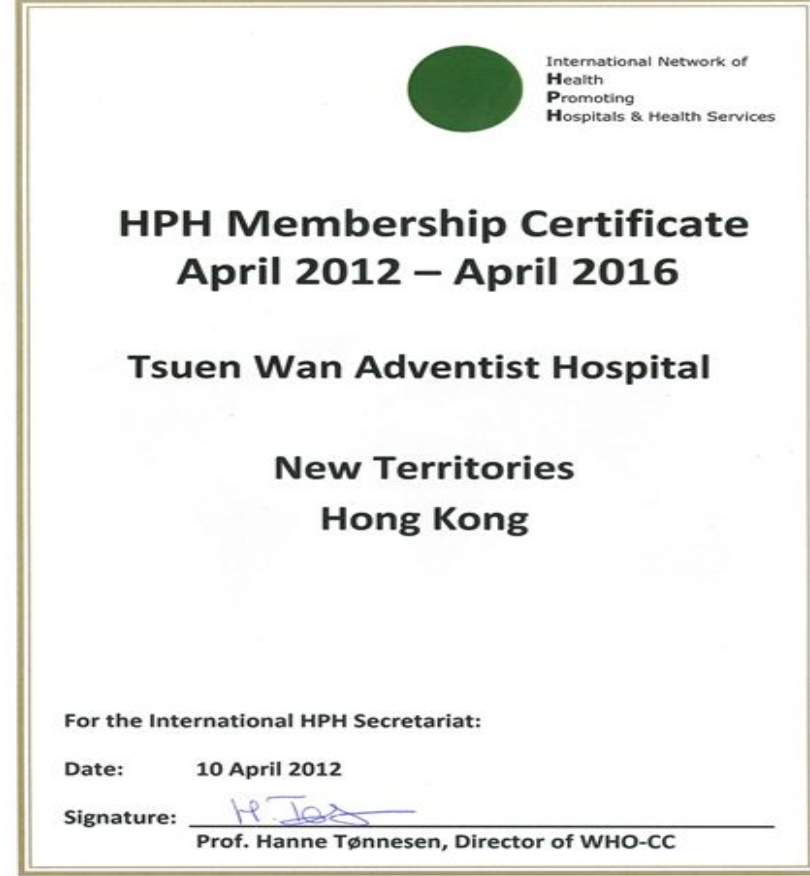 International Network of
Health
Promoting
Hospitals & Health Services
HPH Membership Certificate
April 2012 – April 2016
Tsuen Wan Adventist Hospital
New Territories
Hong Kong
For the International HPH Secretariat:
Date: 10 April 2012
Signature:
Prof. Hanne Tønnesen, Director of WHO-CC